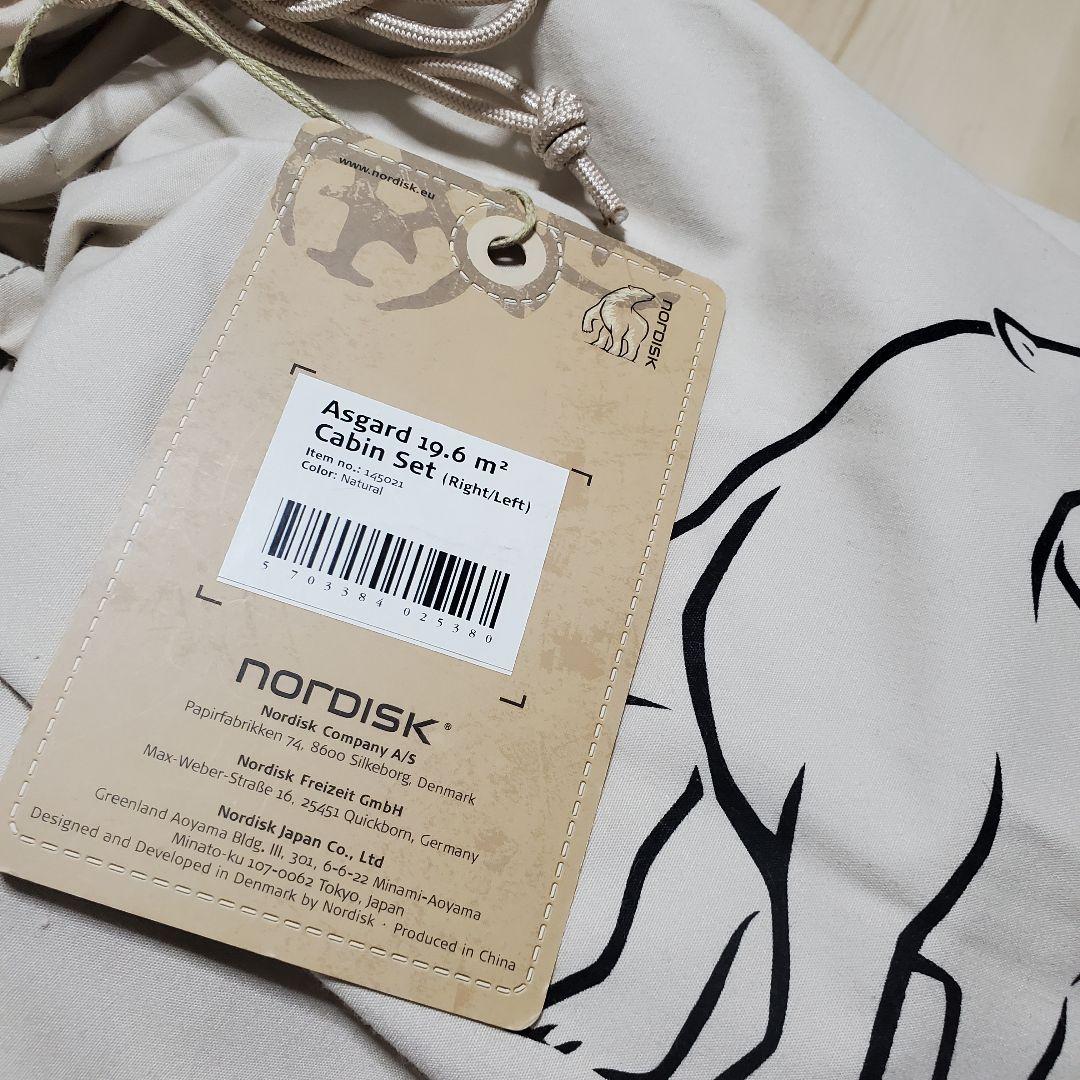 www.nordisk.eu
NORDISK
Asgard 19.6 m²
Cabin Set (Right/Left)
Item no.: 145021
Color: Natural
5 703384 025380
NORDISK®
Nordisk Company A/S
Papirfabrikken 74, 8600 Silkeborg, Denmark
Nordisk Freizeit GmbH
Max-Weber-Straße 16, 25451 Quickborn, Germany
Nordisk Japan Co., Ltd
Greenland Aoyama Bldg. III, 301, 6-6-22 Minami-Aoyama
Minato-ku 107-0062 Tokyo, Japan
Designed and Developed in Denmark by Nordisk · Produced in China